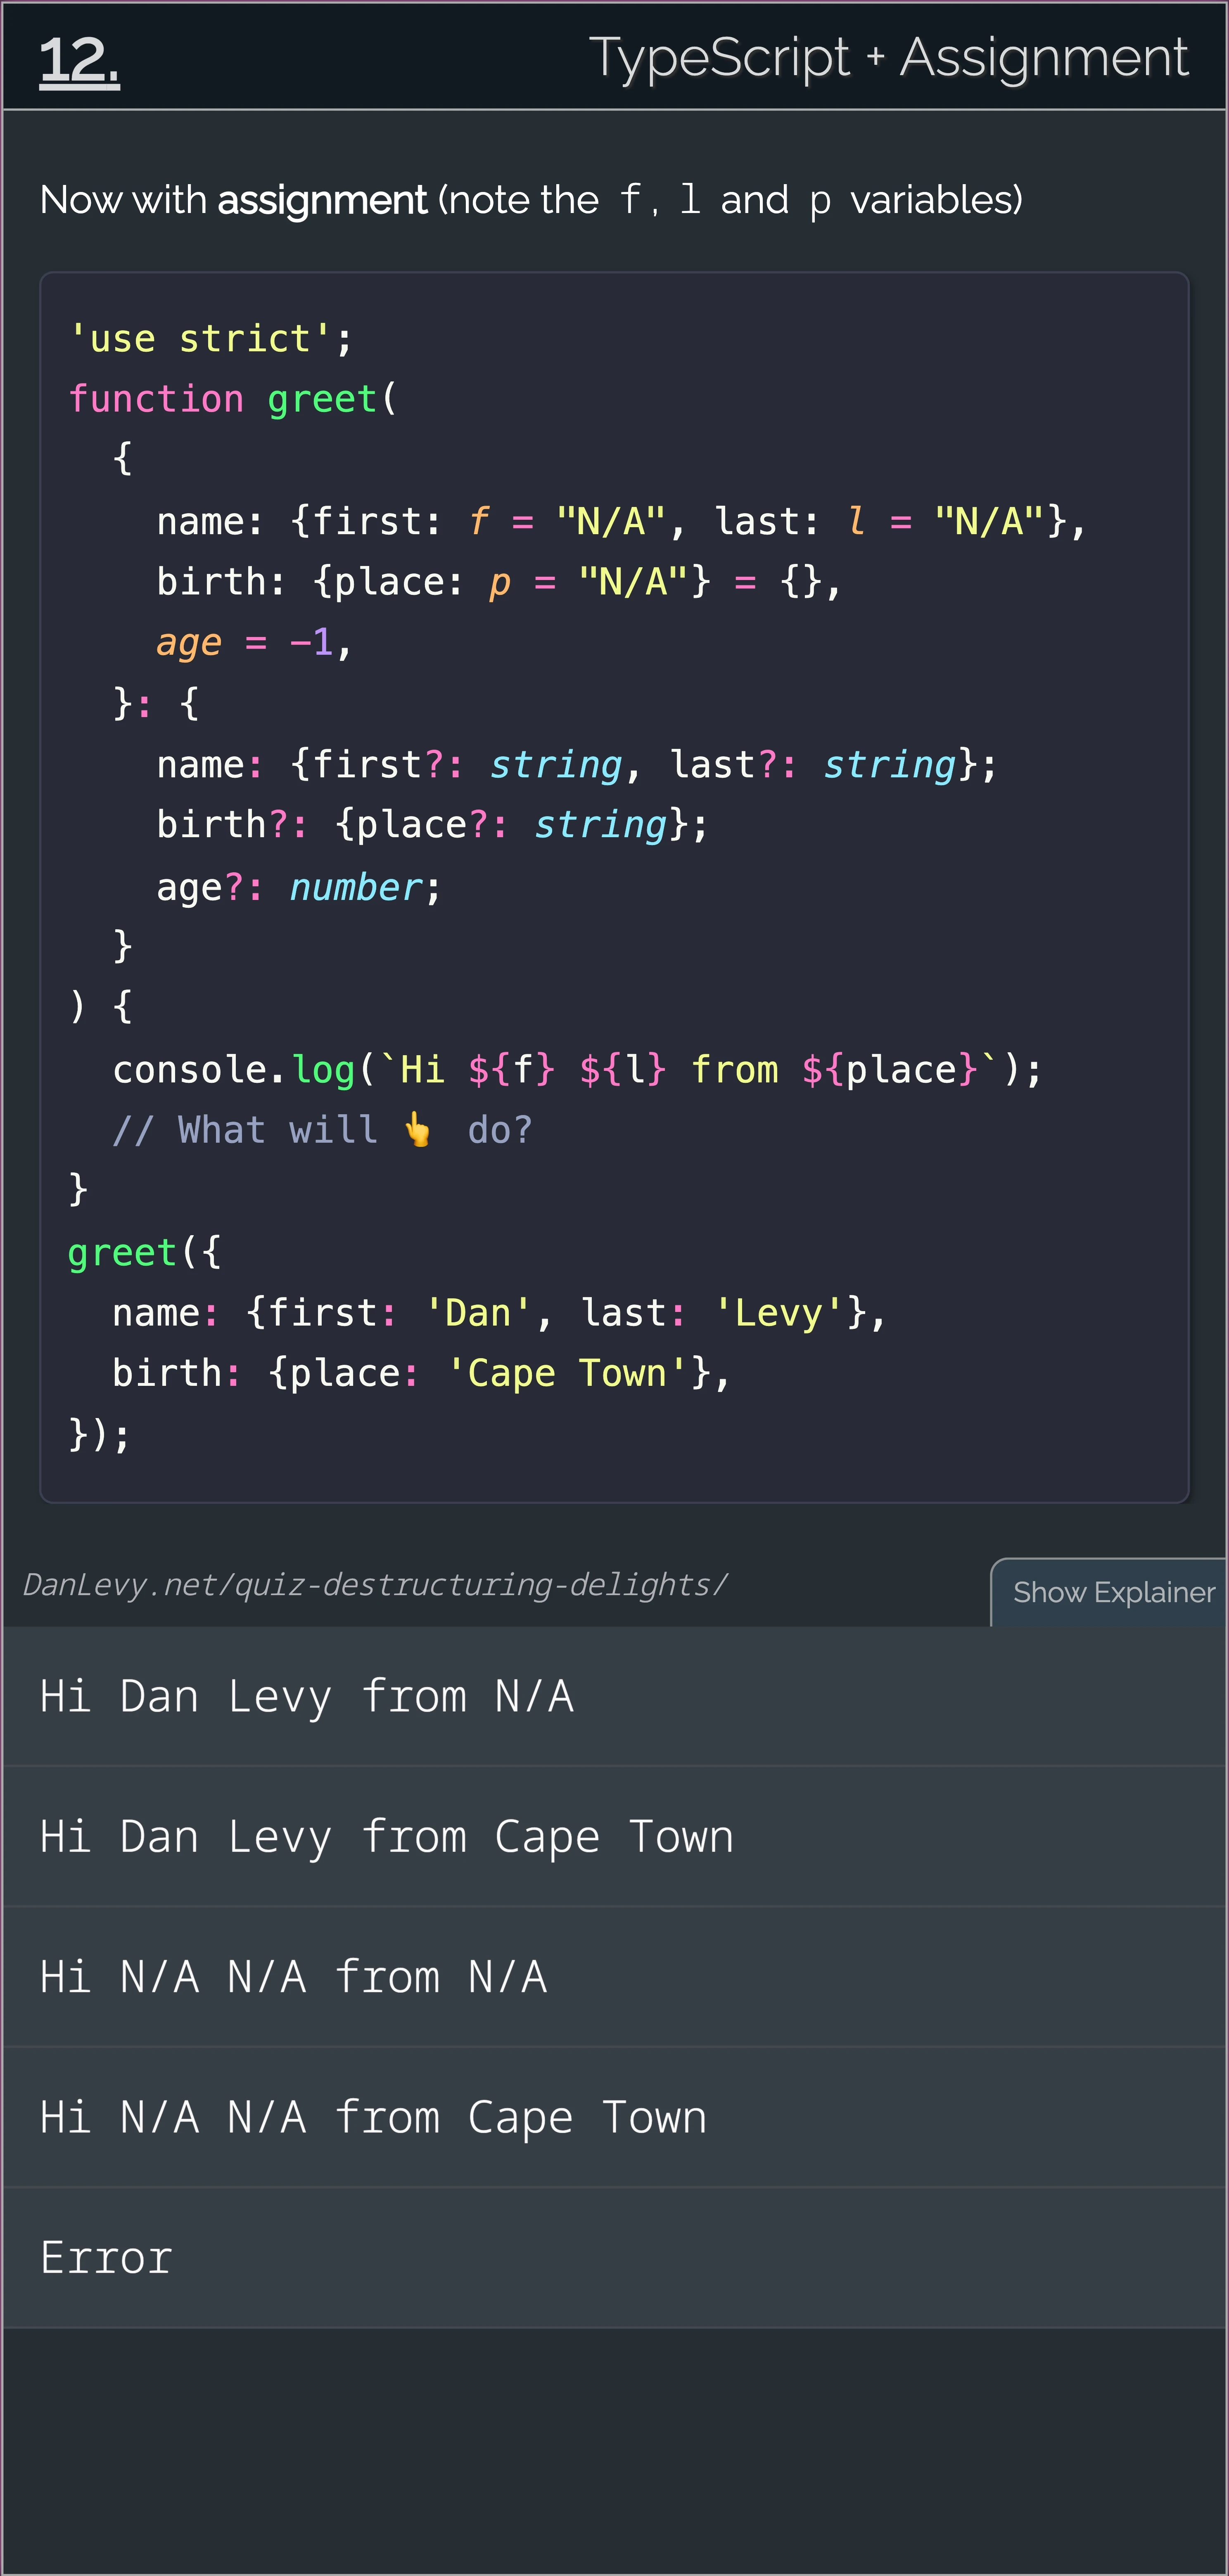 12.
TypeScript + Assignment
Now with assignment (note the f, l and p variables)
'use strict';
function greet(
  {
    name: {first: f = "N/A", last: l = "N/A"},
    birth: {place: p = "N/A"} = {},
    age = -1,
  }: {
    name: {first?: string, last?: string};
    birth?: {place?: string};
    age?: number;
  }
) {
  console.log(`Hi ${f} ${l} from ${place}`);
  // What will 👆 do?
}
greet({
  name: {first: 'Dan', last: 'Levy'},
  birth: {place: 'Cape Town'},
});
DanLevy.net/quiz-destructuring-delights/
Show Explainer
Hi Dan Levy from N/A
Hi Dan Levy from Cape Town
Hi N/A N/A from N/A
Hi N/A N/A from Cape Town
Error